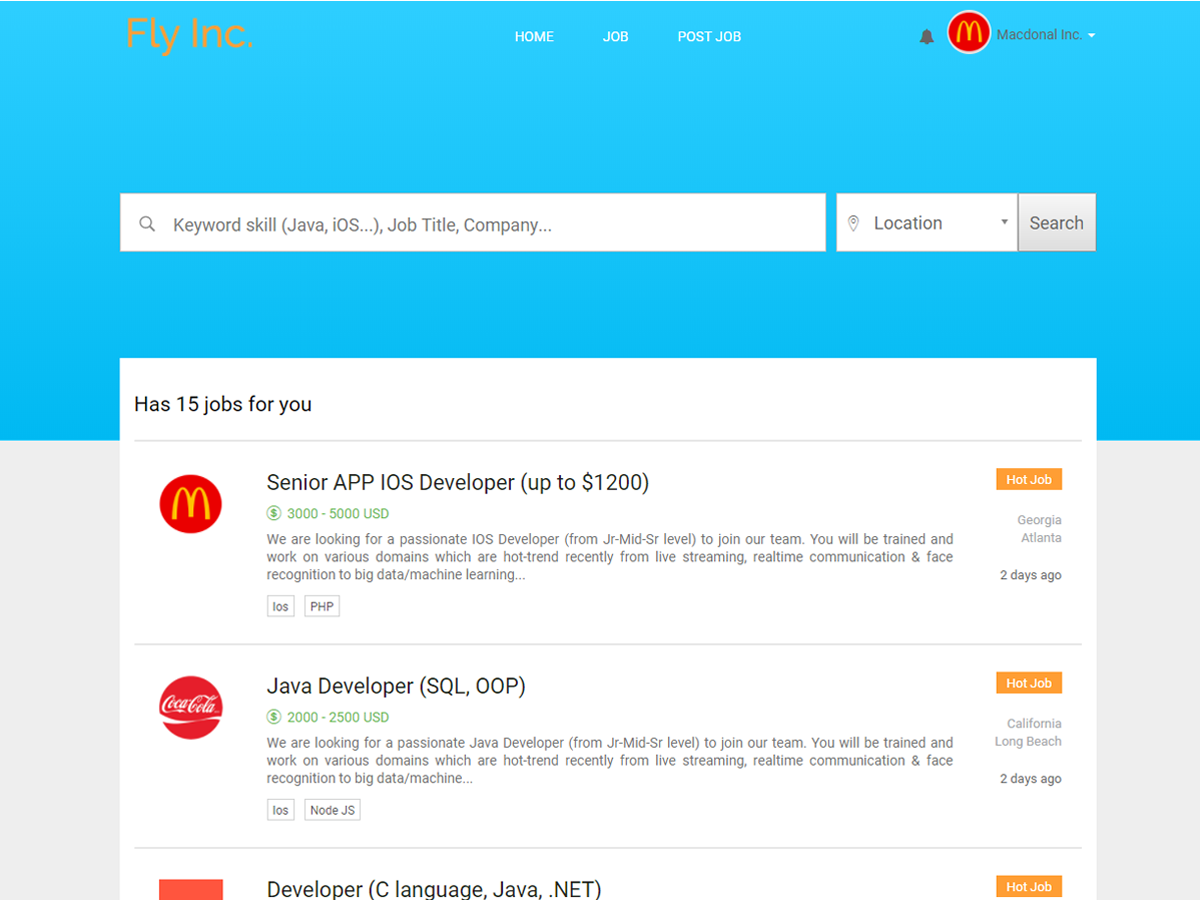 Fly Inc.
HOME
JOB
POST JOB
Macdonal Inc.
Keyword skill (Java, iOS...), Job Title, Company...
Location
Search
Has 15 jobs for you
Senior APP IOS Developer (up to $1200)
Hot Job
$ 3000 - 5000 USD
Georgia
Atlanta
We are looking for a passionate IOS Developer (from Jr-Mid-Sr level) to join our team. You will be trained and
work on various domains which are hot-trend recently from live streaming, realtime communication & face
recognition to big data/machine learning...
2 days ago
Ios
PHP
Coca-Cola
Java Developer (SQL, OOP)
Hot Job
$ 2000 - 2500 USD
California
Long Beach
We are looking for a passionate Java Developer (from Jr-Mid-Sr level) to join our team. You will be trained and
work on various domains which are hot-trend recently from live streaming, realtime communication & face
recognition to big data/machine...
2 days ago
Ios
Node JS
Developer (C language, Java, .NET)
Hot Job